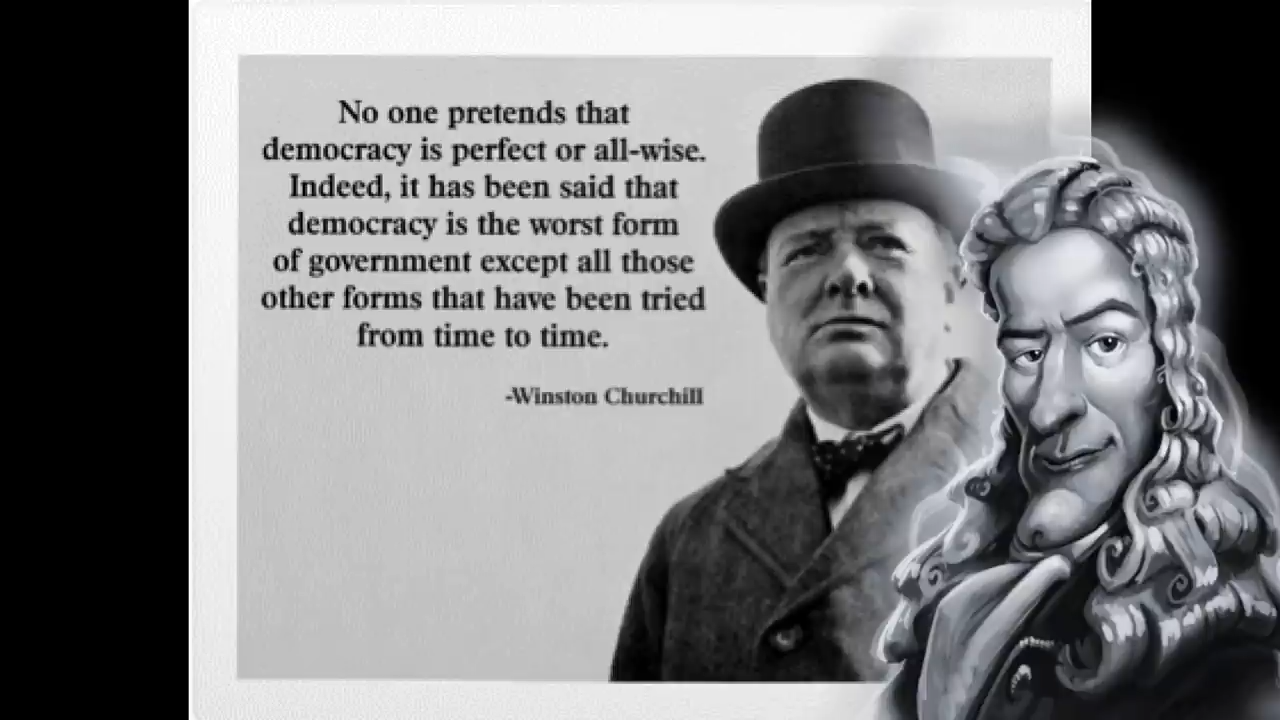 No one pretends that
democracy is perfect or all-wise.
Indeed, it has been said that
democracy is the worst form
of government except all those
other forms that have been tried
from time to time.
-Winston Churchill